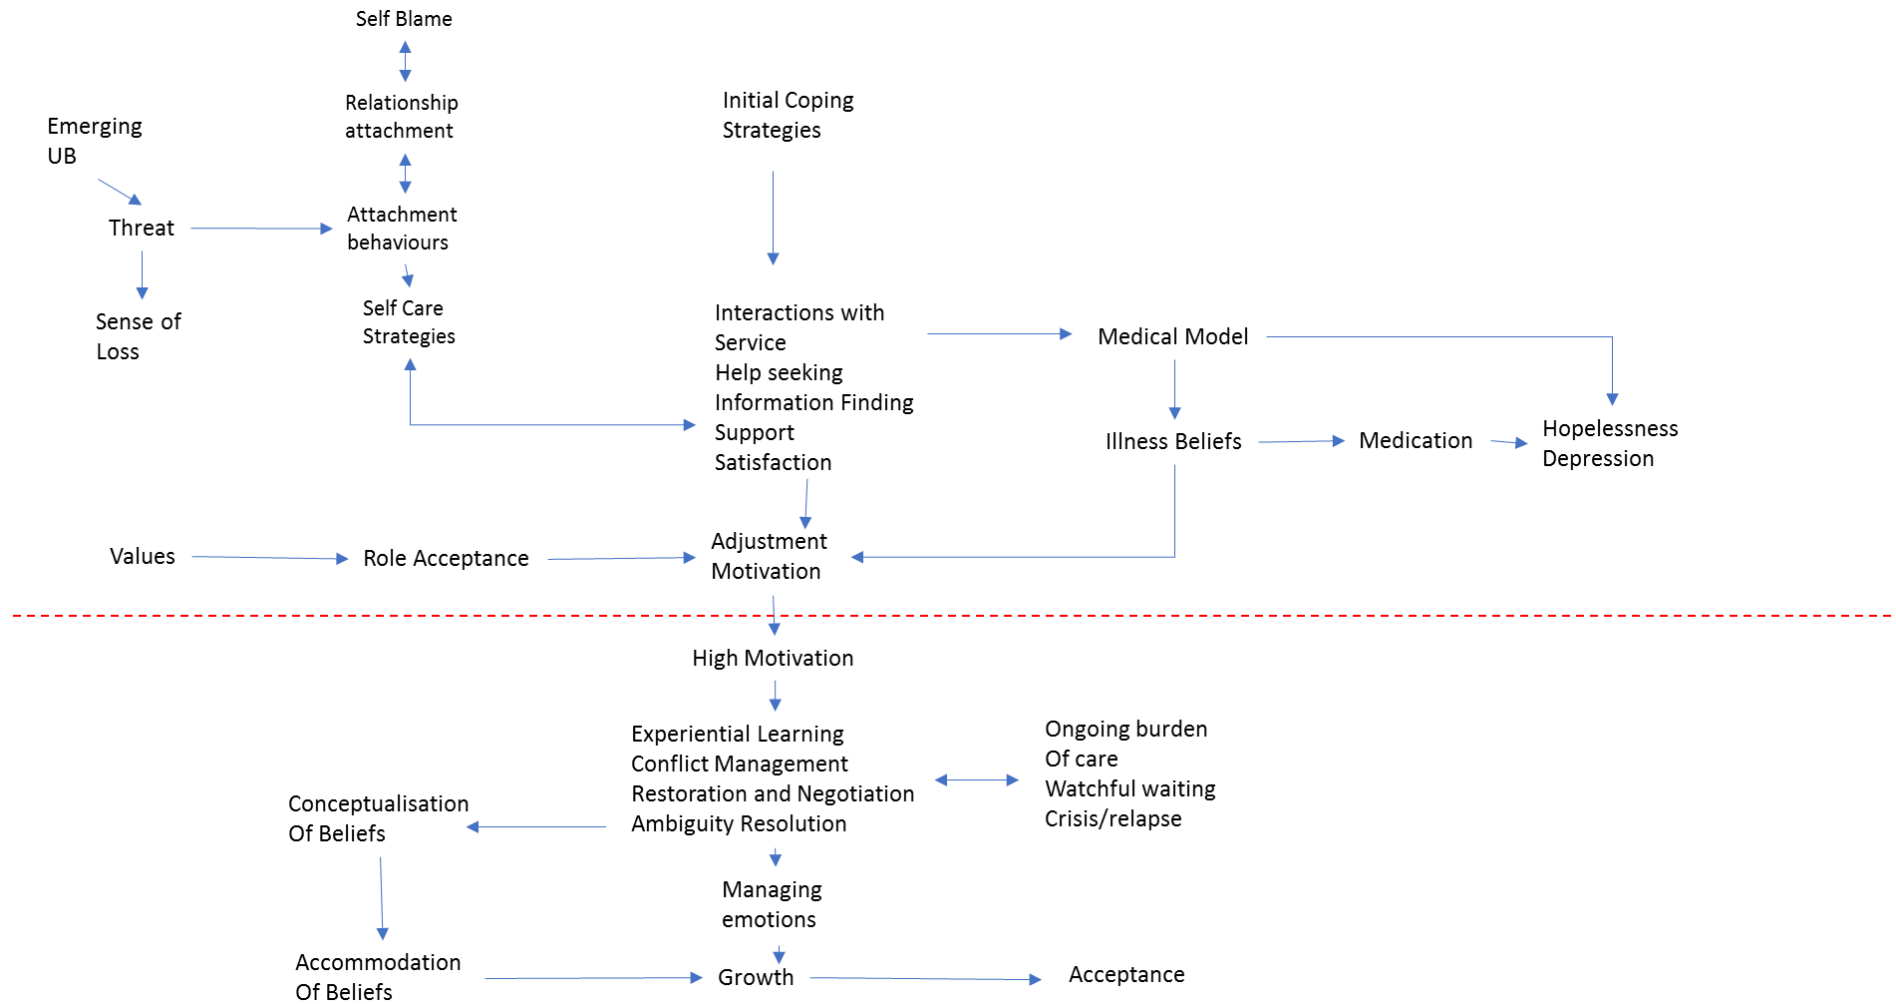 Self Blame
Relationship
attachment
Initial Coping
Strategies
Emerging
UB
Threat
Attachment
behaviours
Sense of
Loss
Self Care
Strategies
Interactions with
Service
Help seeking
Information Finding
Support
Satisfaction
Medical Model
Illness Beliefs
Medication
Hopelessness
Depression
Values
Role Acceptance
Adjustment
Motivation
High Motivation
Experiential Learning
Conflict Management
Restoration and Negotiation
Ambiguity Resolution
Ongoing burden
Of care
Watchful waiting
Crisis/relapse
Conceptualisation
Of Beliefs
Managing
emotions
Accommodation
Of Beliefs
Growth
Acceptance